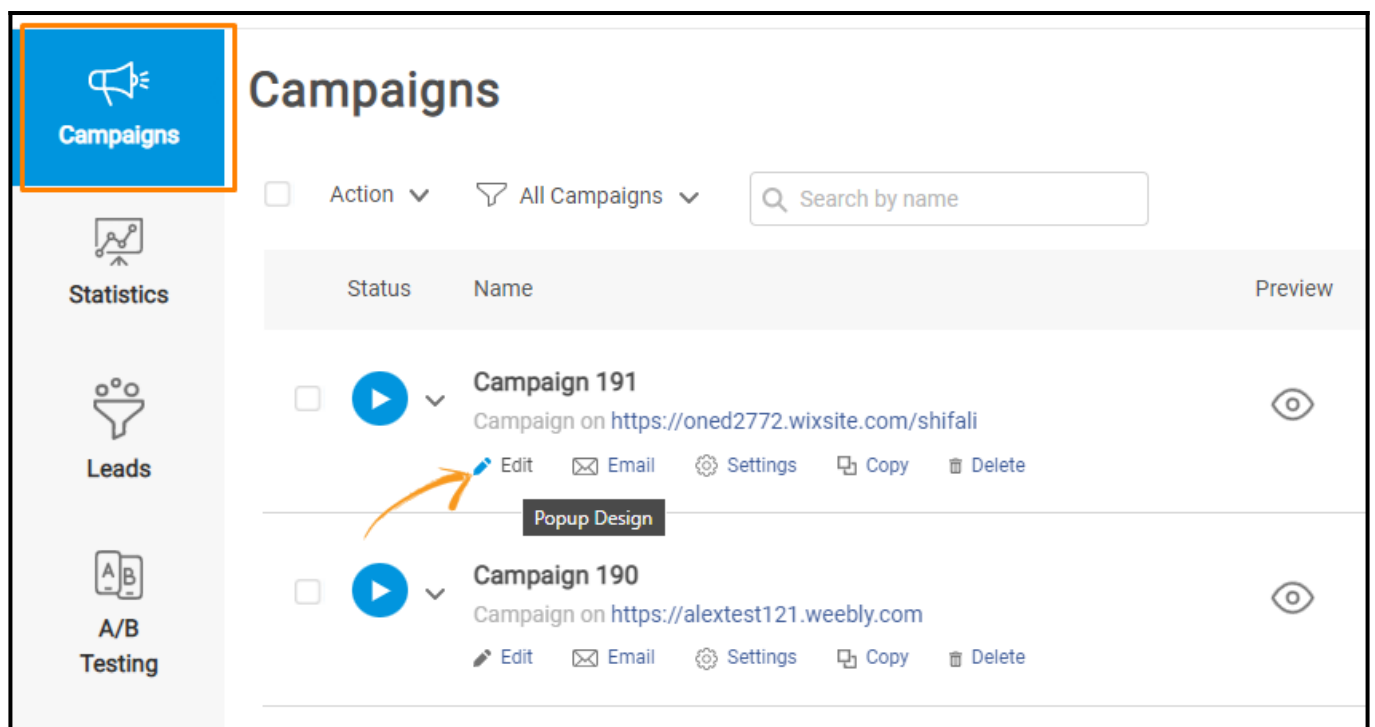 Campaigns
Campaigns
Action All Campaigns Search by name
Statistics
Status Name Preview
Leads
Campaign 191
Campaign on https://oned2772.wixsite.com/shifali
Edit Email Settings Copy Delete
Popup Design
A B
A/B
Testing
Campaign 190
Campaign on https://alextest121.weebly.com
Edit Email Settings Copy Delete